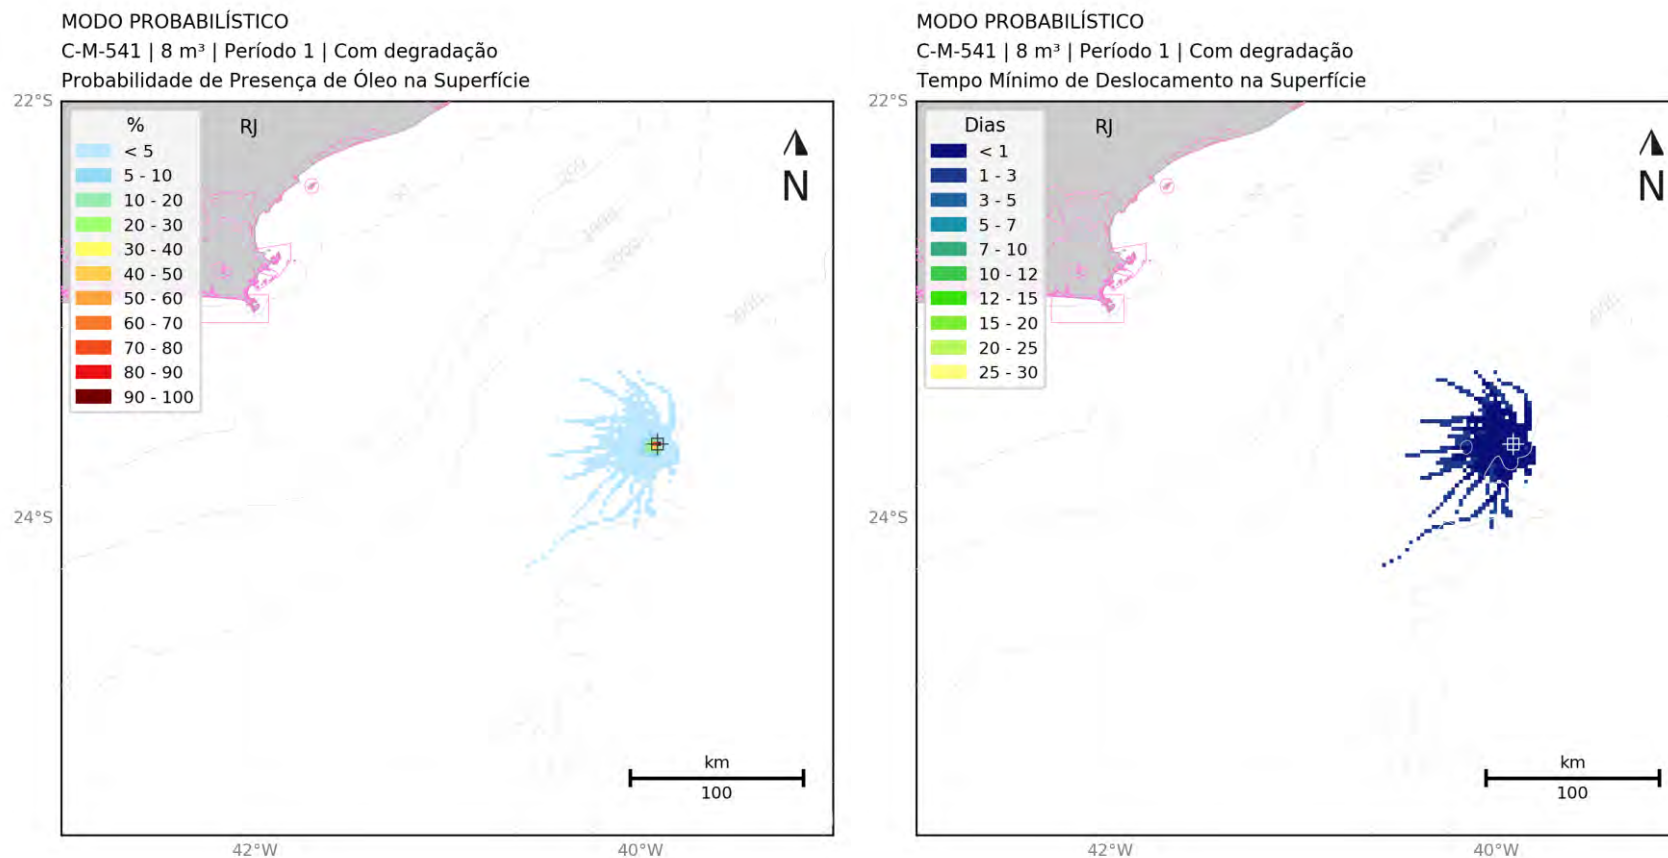 MODO PROBABILÍSTICO
C-M-541 | 8 m³ | Período 1 | Com degradação
Probabilidade de Presença de Óleo na Superfície
22°S
%
< 5
5 - 10
10 - 20
20 - 30
30 - 40
40 - 50
50 - 60
60 - 70
70 - 80
80 - 90
90 - 100
RJ
N
24°S
km
100
42°W
40°W
MODO PROBABILÍSTICO
C-M-541 | 8 m³ | Período 1 | Com degradação
Tempo Mínimo de Deslocamento na Superfície
22°S
Dias
< 1
1 - 3
3 - 5
5 - 7
7 - 10
10 - 12
12 - 15
15 - 20
20 - 25
25 - 30
RJ
N
24°S
km
100
42°W
40°W